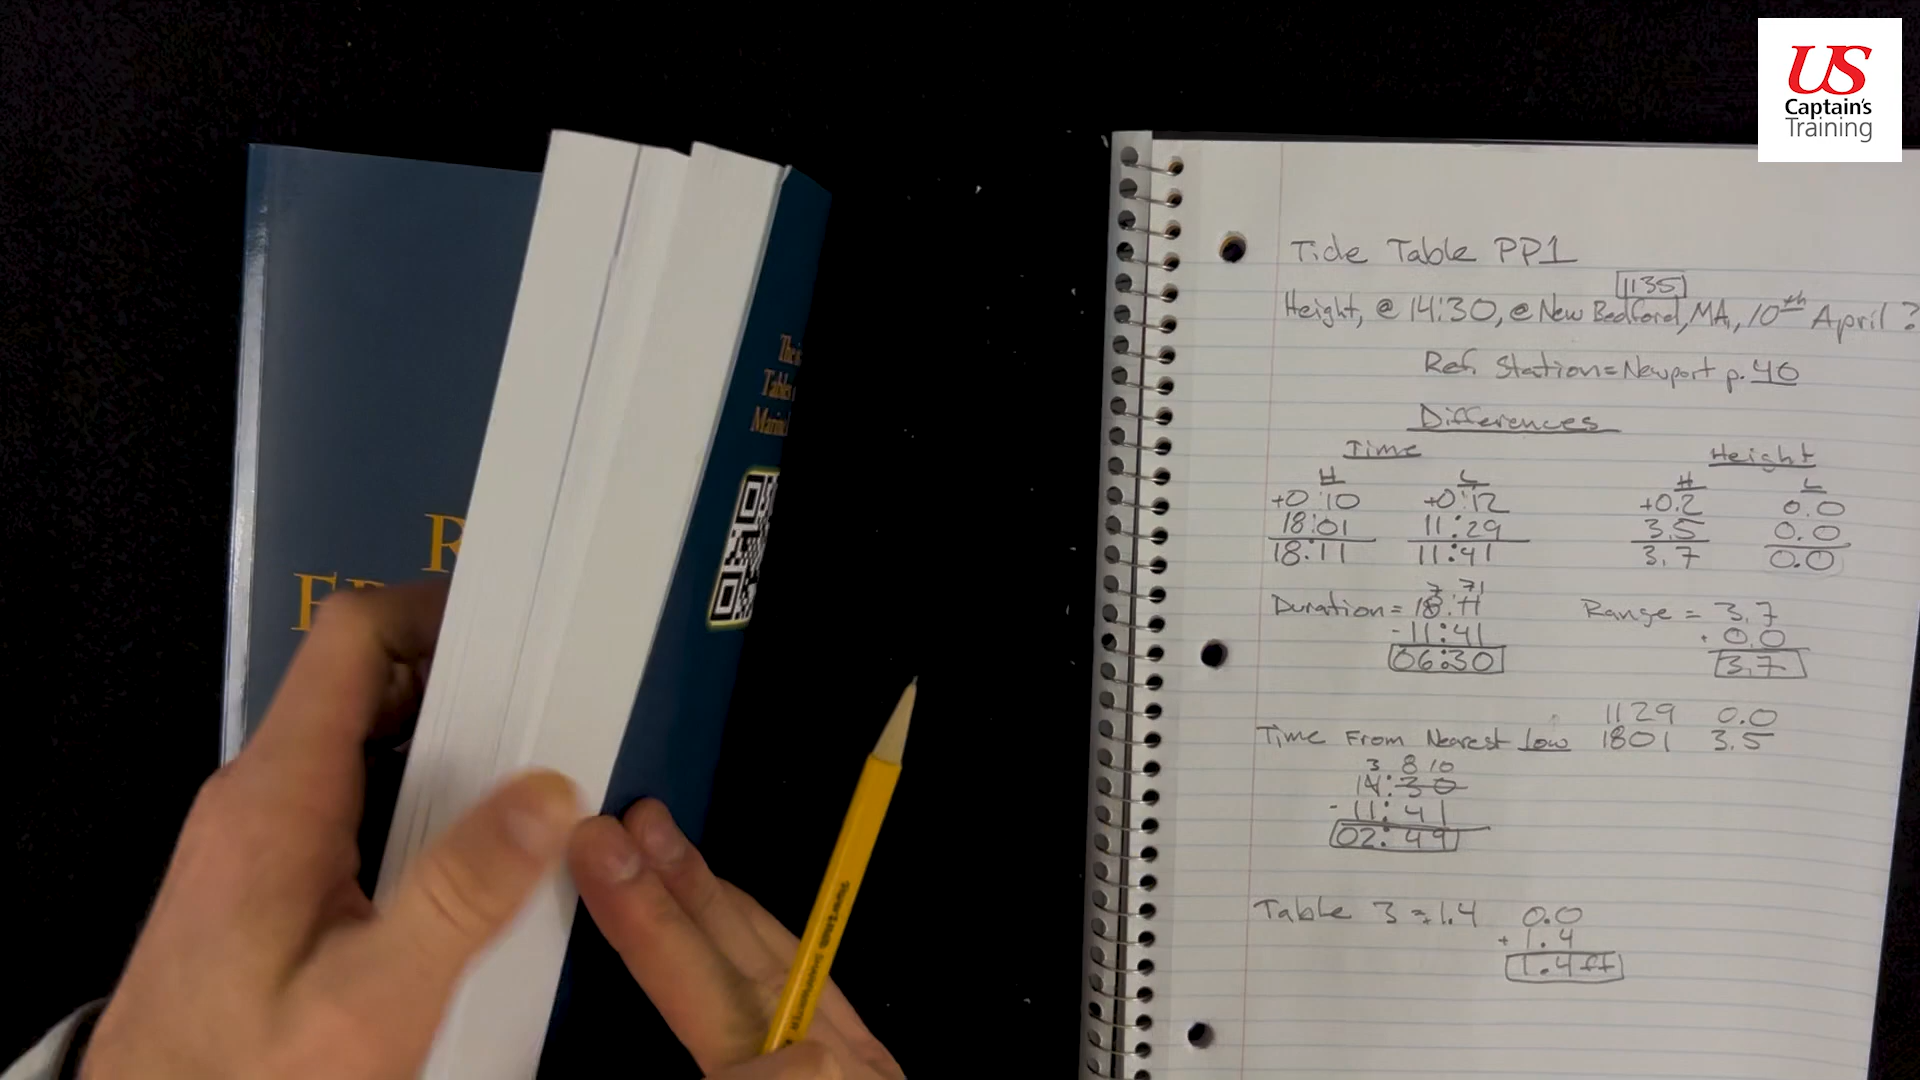 US
Captain's
Training
R
Tide Table PP1
1135
Height, @ 14:30, @ New Bedford, MA, 10th April?
Ref. Station = Newport p. 40
Differences
Time Height
H L H L
+0:10 +0:12 +0.2 0.0
18:01 11:29 3.5 0.0
18:11 11:41 3.7 0.0
7 71
Duration = 18:11 Range = 3.7
-11:41 - 0.0
06:30 3.7
1129 0.0
Time From Nearest Low 1801 3.5
3 8 10
14:30
- 11:41
02:49
Table 3 = 1.4 0.0
+ 1.4
1.4 ft